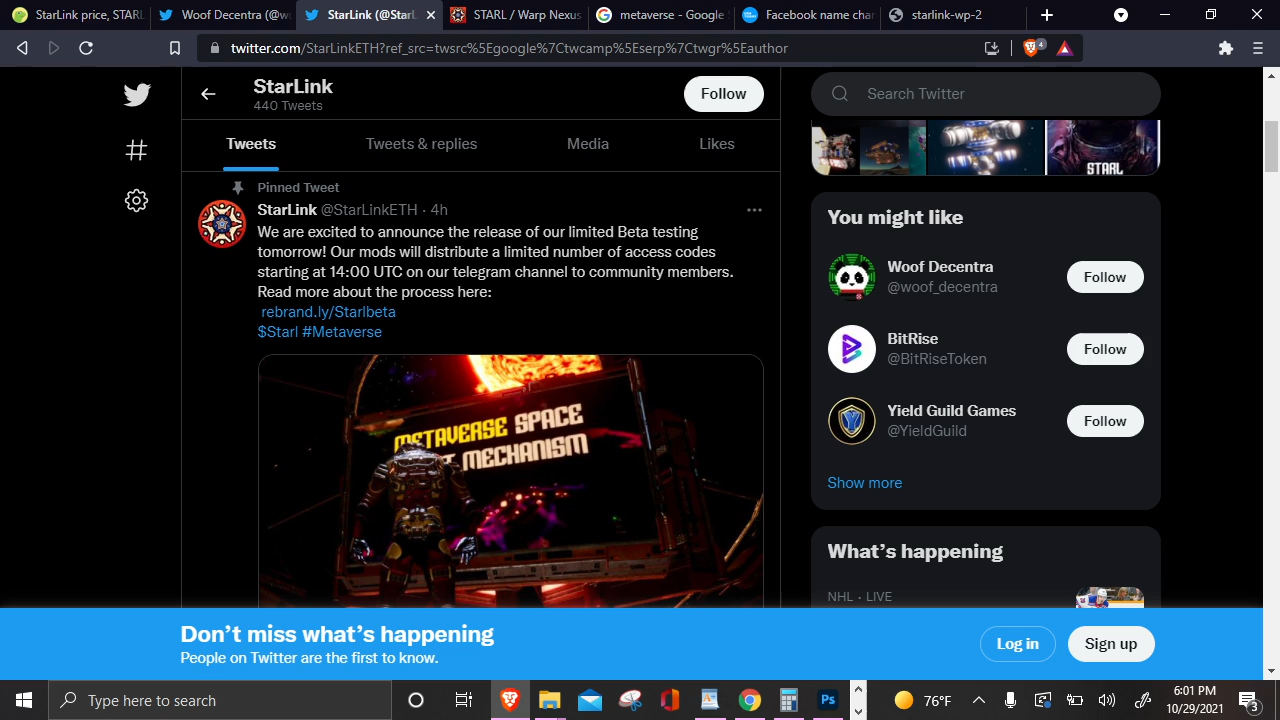 StarLink price, STARL
Woof Decentra (@w
StarLink (@StarL
STARL / Warp Nexus
metaverse - Google
Facebook name char
starlink-wp-2
twitter.com/StarLinkETH?ref_src=twsrc%5Egoogle%7Ctwcamp%5Eserp%7Ctwgr%5Eauthor
4
StarLink
440 Tweets
Follow
Search Twitter
Tweets
Tweets & replies
Media
Likes
STARL
Pinned Tweet
StarLink @StarLinkETH · 4h
We are excited to announce the release of our limited Beta testing
tomorrow! Our mods will distribute a limited number of access codes
starting at 14:00 UTC on our telegram channel to community members.
Read more about the process here:
rebrand.ly/Starlbeta
$Starl #Metaverse
METAVERSE SPACE
MECHANISM
You might like
Woof Decentra
@woof_decentra
Follow
BitRise
@BitRiseToken
Follow
Yield Guild Games
@YieldGuild
Follow
Show more
What's happening
NHL · LIVE
Don't miss what's happening
People on Twitter are the first to know.
Log in
Sign up
Type here to search
Ps
76°F
6:01 PM
10/29/2021
3